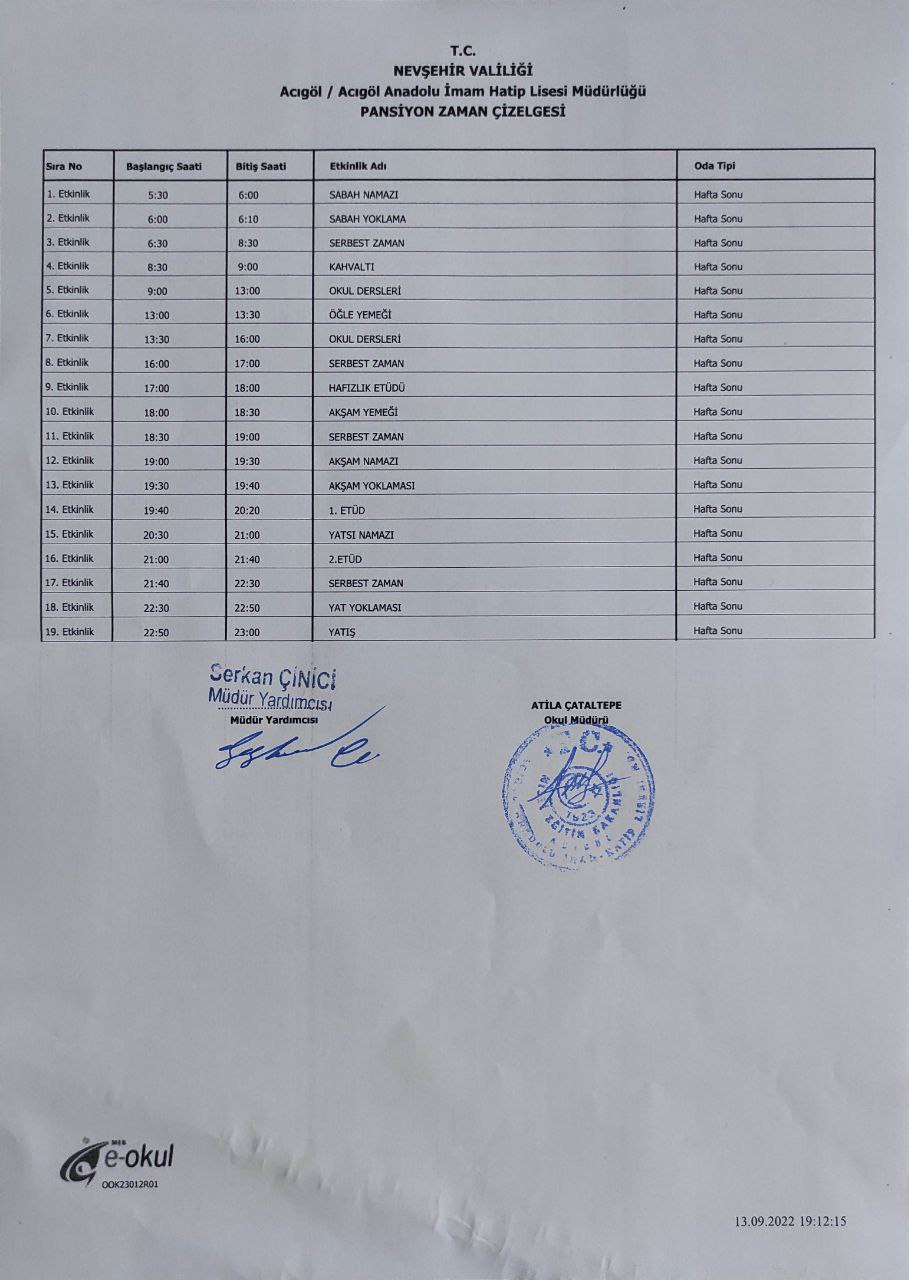 T.C.
NEVŞEHİR VALİLİĞİ
Acıgöl / Acıgöl Anadolu İmam Hatip Lisesi Müdürlüğü
PANSİYON ZAMAN ÇİZELGESİ
Sıra No Başlangıç Saati Bitiş Saati Etkinlik Adı Oda Tipi
1. Etkinlik 5:30 6:00 SABAH NAMAZI Hafta Sonu
2. Etkinlik 6:00 6:10 SABAH YOKLAMA Hafta Sonu
3. Etkinlik 6:30 8:30 SERBEST ZAMAN Hafta Sonu
4. Etkinlik 8:30 9:00 KAHVALTI Hafta Sonu
5. Etkinlik 9:00 13:00 OKUL DERSLERİ Hafta Sonu
6. Etkinlik 13:00 13:30 ÖĞLE YEMEĞİ Hafta Sonu
7. Etkinlik 13:30 16:00 OKUL DERSLERİ Hafta Sonu
8. Etkinlik 16:00 17:00 SERBEST ZAMAN Hafta Sonu
9. Etkinlik 17:00 18:00 HAFIZLIK ETÜDÜ Hafta Sonu
10. Etkinlik 18:00 18:30 AKŞAM YEMEĞİ Hafta Sonu
11. Etkinlik 18:30 19:00 SERBEST ZAMAN Hafta Sonu
12. Etkinlik 19:00 19:30 AKŞAM NAMAZI Hafta Sonu
13. Etkinlik 19:30 19:40 AKŞAM YOKLAMASI Hafta Sonu
14. Etkinlik 19:40 20:20 1. ETÜD Hafta Sonu
15. Etkinlik 20:30 21:00 YATSI NAMAZI Hafta Sonu
16. Etkinlik 21:00 21:40 2.ETÜD Hafta Sonu
17. Etkinlik 21:40 22:30 SERBEST ZAMAN Hafta Sonu
18. Etkinlik 22:30 22:50 YAT YOKLAMASI Hafta Sonu
19. Etkinlik 22:50 23:00 YATIŞ Hafta Sonu
Serkan ÇİNİCİ
Müdür Yardımcısı
Müdür Yardımcısı
ATİLA ÇATALTEPE
Okul Müdürü
T.C.
1923
EĞİTİM BAKANLIĞI
MEB
e-okul
OOK23012R01
13.09.2022 19:12:15